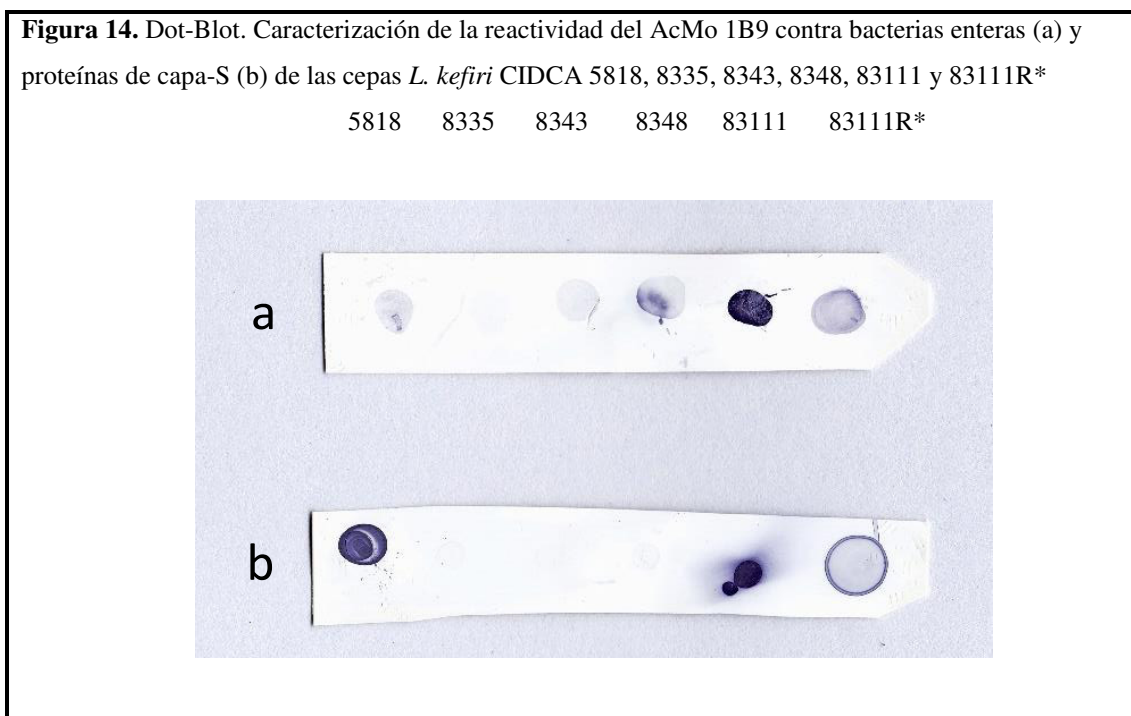 Figura 14. Dot-Blot. Caracterización de la reactividad del AcMo 1B9 contra bacterias enteras (a) y
proteínas de capa-S (b) de las cepas L. kefiri CIDCA 5818, 8335, 8343, 8348, 83111 y 83111R*
5818 8335 8343 8348 83111 83111R*
a
b